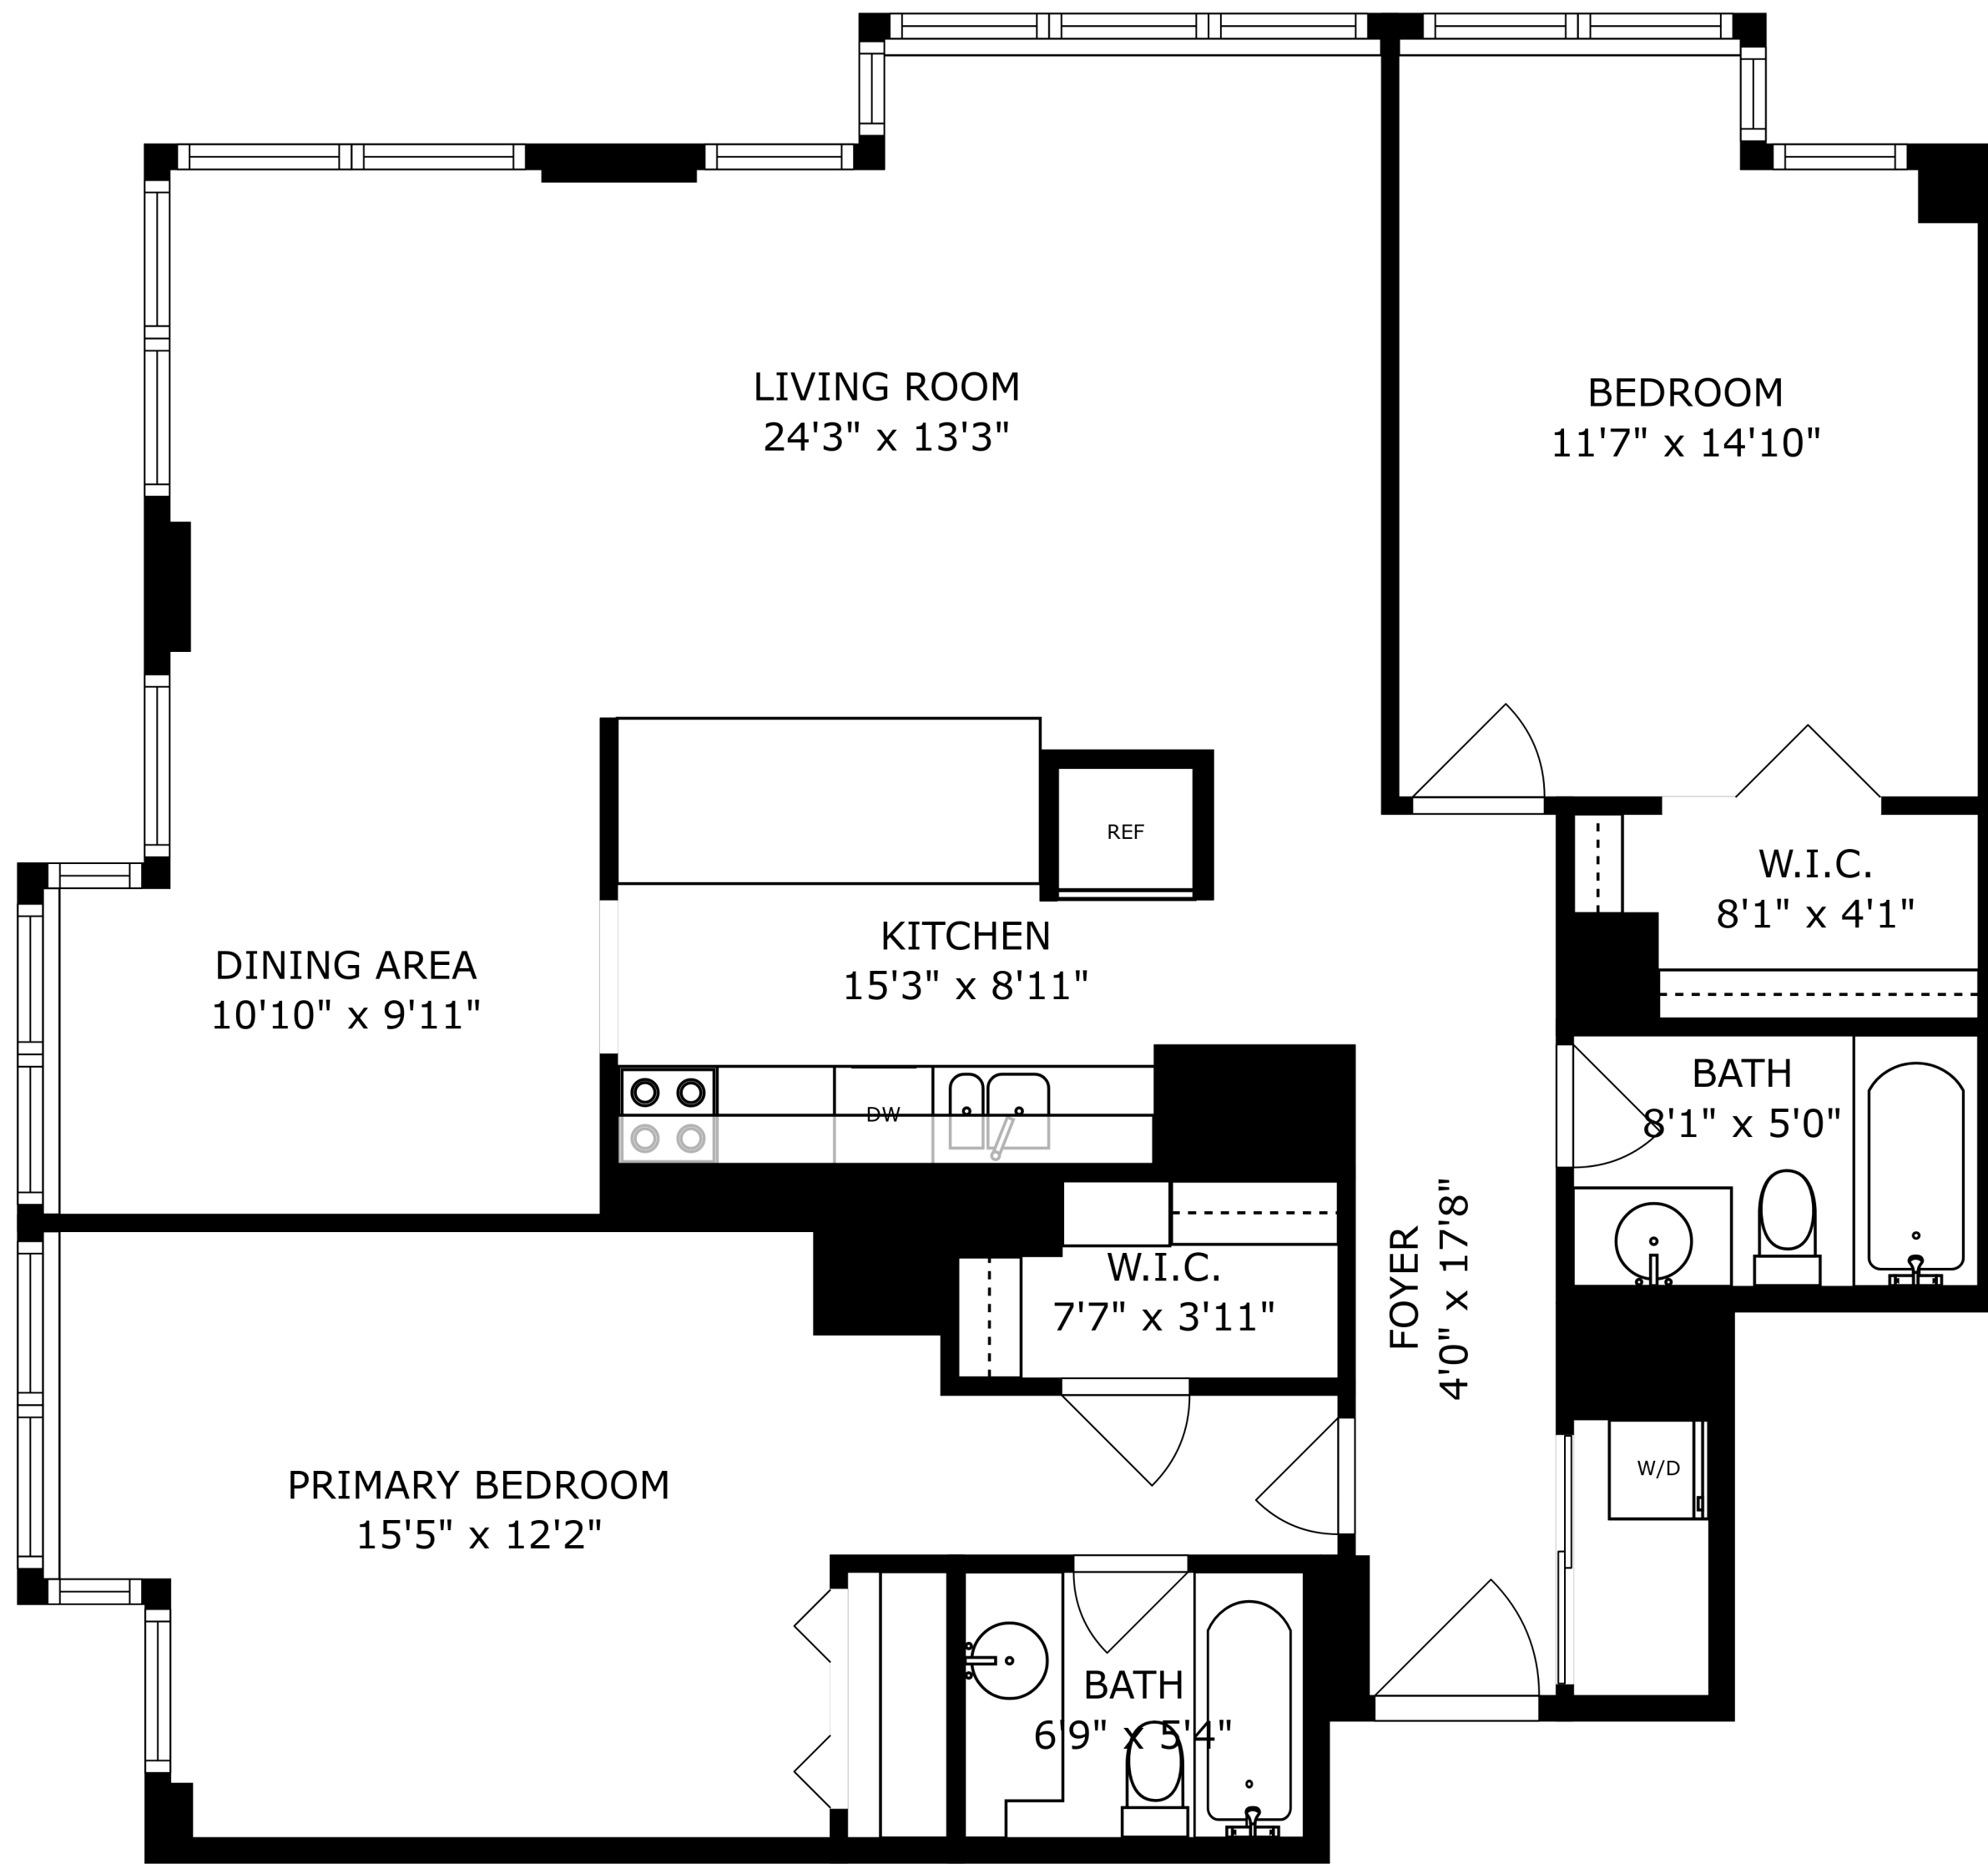 LIVING ROOM
24'3" x 13'3"
BEDROOM
11'7" x 14'10"
REF
W.I.C.
8'1" x 4'1"
KITCHEN
15'3" x 8'11"
DINING AREA
10'10" x 9'11"
BATH
8'1" x 5'0"
DW
W.I.C.
7'7" x 3'11"
FOYER
4'0" x 17'8"
W/D
PRIMARY BEDROOM
15'5" x 12'2"
BATH
6'9" x 5'4"